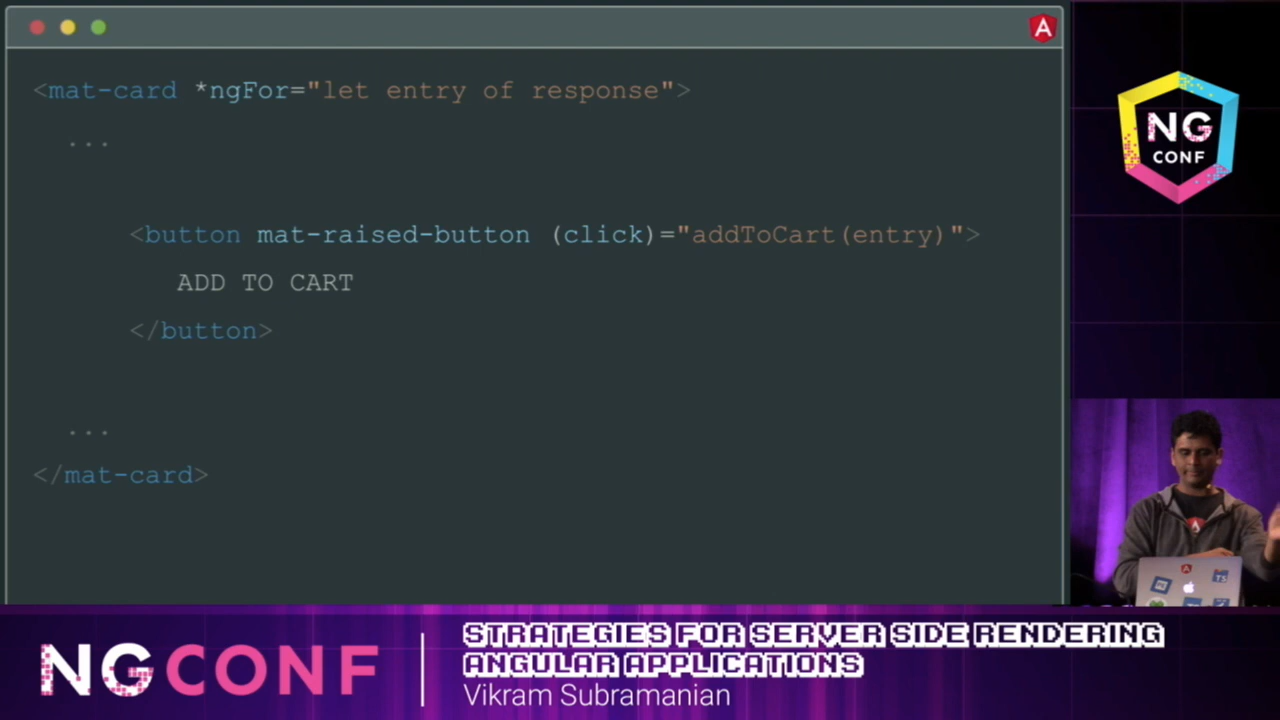 <mat-card *ngFor="let entry of response">
...
<button mat-raised-button (click)="addToCart(entry)">
ADD TO CART
</button>
...
</mat-card>
NG
CONF
NGCONF
STRATEGIES FOR SERVER SIDE RENDERING
ANGULAR APPLICATIONS
Vikram Subramanian
A
TS